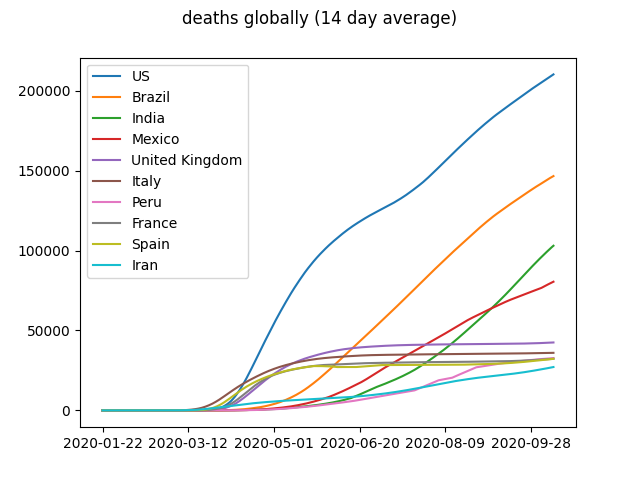 deaths globally (14 day average)
US
Brazil
India
Mexico
United Kingdom
Italy
Peru
France
Spain
Iran
200000
150000
100000
50000
0
2020-01-22 2020-03-12 2020-05-01 2020-06-20 2020-08-09 2020-09-28